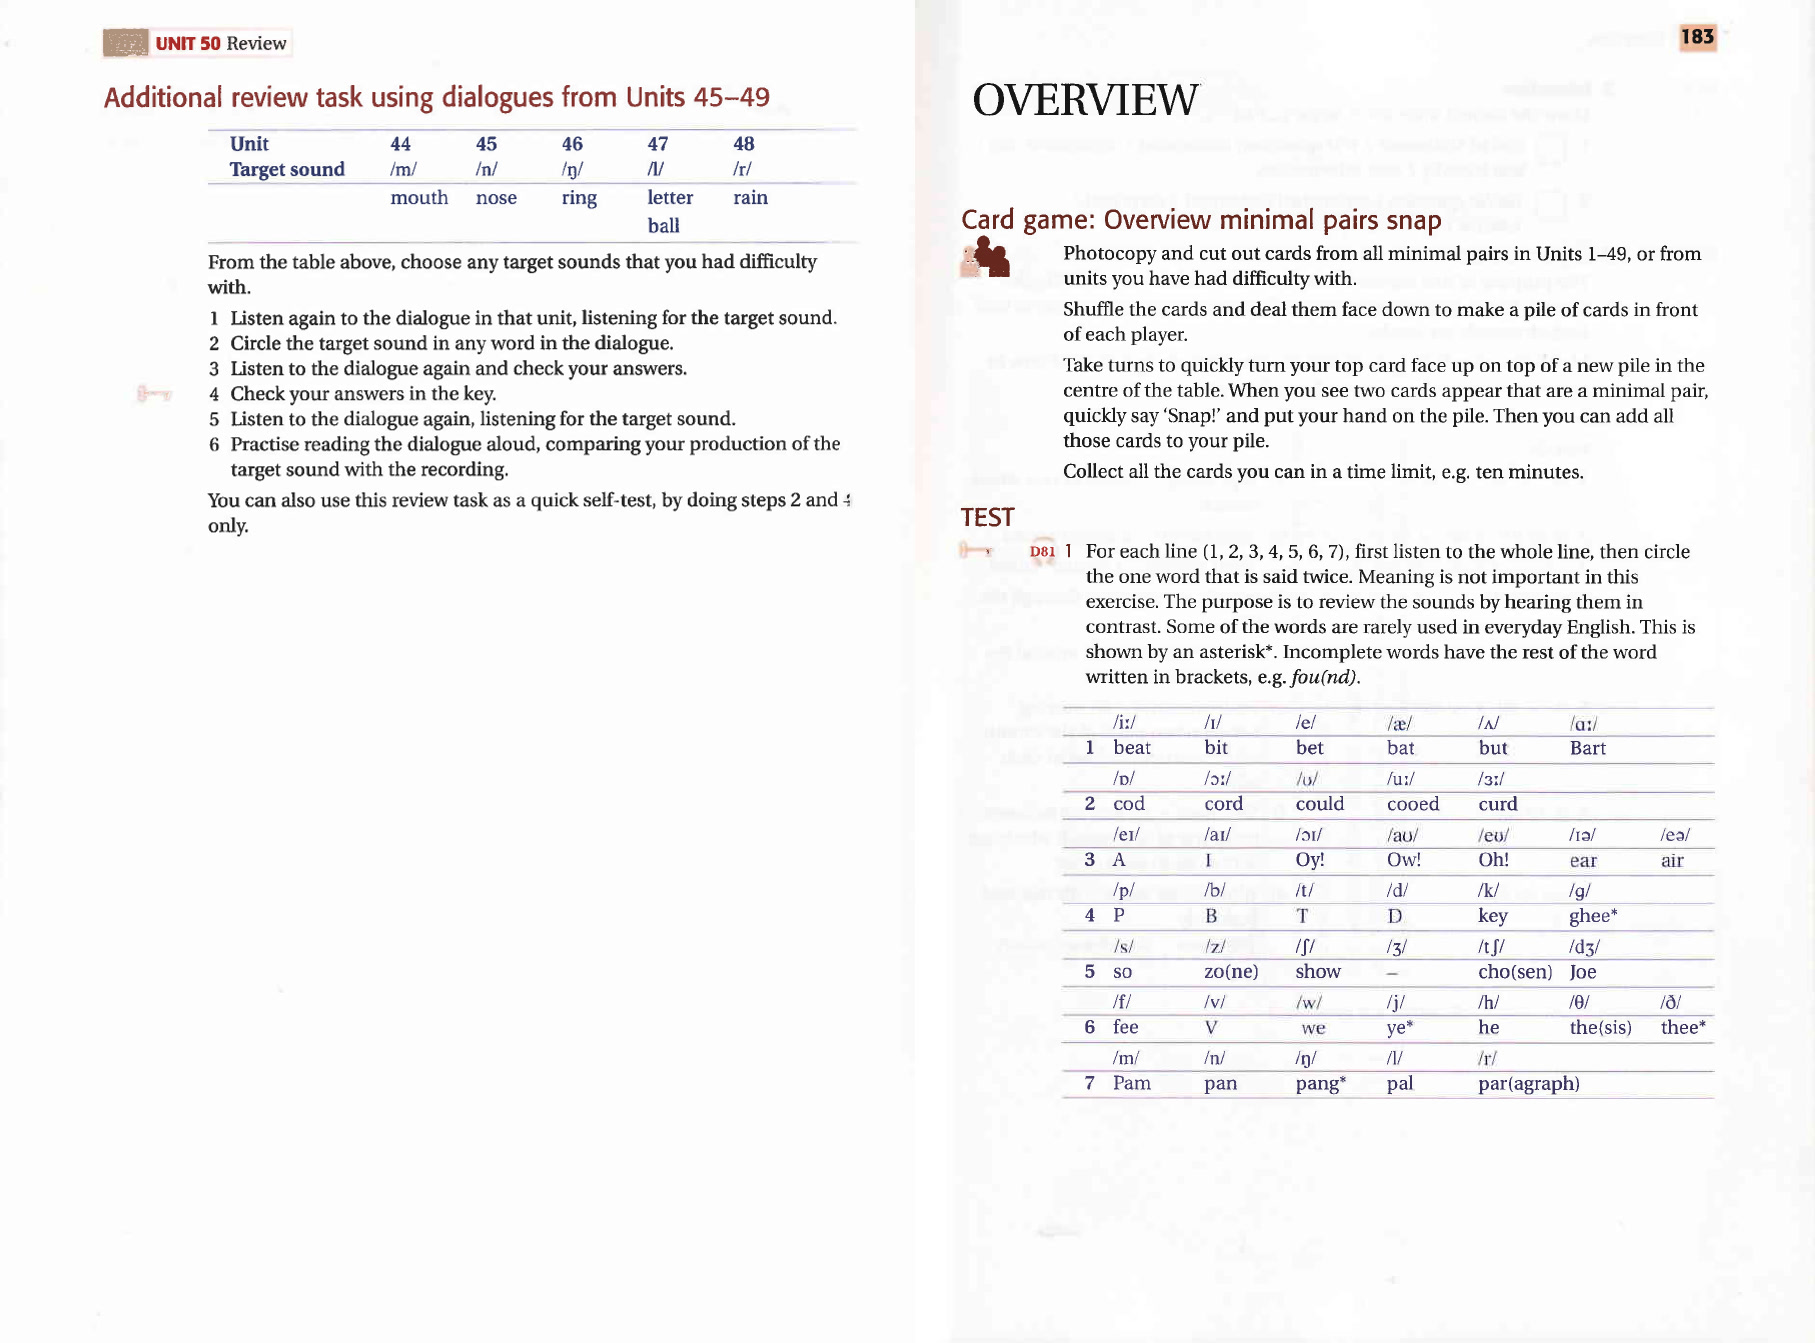 UNIT 50 Review
Additional review task using dialogues from Units 45–49
Unit 44 45 46 47 48
Target sound /m/ /n/ /ŋ/ /l/ /r/
mouth nose ring letter rain
ball
From the table above, choose any target sounds that you had difficulty
with.
1 Listen again to the dialogue in that unit, listening for the target sound.
2 Circle the target sound in any word in the dialogue.
3 Listen to the dialogue again and check your answers.
4 Check your answers in the key.
5 Listen to the dialogue again, listening for the target sound.
6 Practise reading the dialogue aloud, comparing your production of the
target sound with the recording.
You can also use this review task as a quick self-test, by doing steps 2 and 4
only.
183
OVERVIEW
Card game: Overview minimal pairs snap
Photocopy and cut out cards from all minimal pairs in Units 1–49, or from
units you have had difficulty with.
Shuffle the cards and deal them face down to make a pile of cards in front
of each player.
Take turns to quickly turn your top card face up on top of a new pile in the
centre of the table. When you see two cards appear that are a minimal pair,
quickly say ‘Snap!’ and put your hand on the pile. Then you can add all
those cards to your pile.
Collect all the cards you can in a time limit, e.g. ten minutes.
TEST
D81 1 For each line (1, 2, 3, 4, 5, 6, 7), first listen to the whole line, then circle
the one word that is said twice. Meaning is not important in this
exercise. The purpose is to review the sounds by hearing them in
contrast. Some of the words are rarely used in everyday English. This is
shown by an asterisk*. Incomplete words have the rest of the word
written in brackets, e.g. fou(nd).
/iː/ /ɪ/ /e/ /æ/ /ʌ/ /ɑː/
1 beat bit bet bat but Bart
/ɒ/ /ɔː/ /ʊ/ /uː/ /ɜː/
2 cod cord could cooed curd
/eɪ/ /aɪ/ /ɔɪ/ /aʊ/ /eʊ/ /ɪə/ /eə/
3 A I Oy! Ow! Oh! ear air
/p/ /b/ /t/ /d/ /k/ /g/
4 P B T D key ghee*
/s/ /z/ /ʃ/ /ʒ/ /tʃ/ /dʒ/
5 so zo(ne) show – cho(sen) Joe
/f/ /v/ /w/ /j/ /h/ /θ/ /ð/
6 fee V we ye* he the(sis) thee*
/m/ /n/ /ŋ/ /l/ /r/
7 Pam pan pang* pal par(agraph)